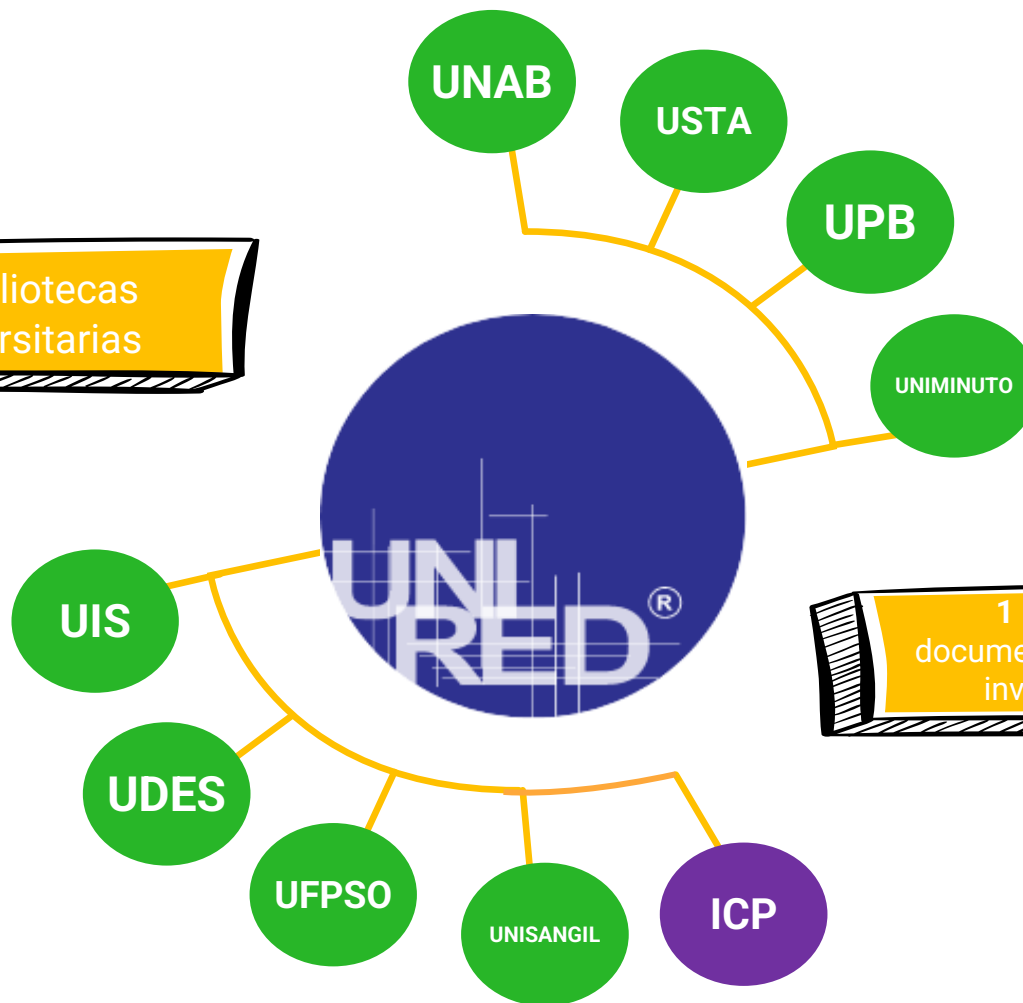 UNAB
USTA
UPB
liotecas
rsitarias
UNIMINUTO
UNI
RED®
UIS
1
docume
inv
UDES
UFPSO
UNISANGIL
ICP